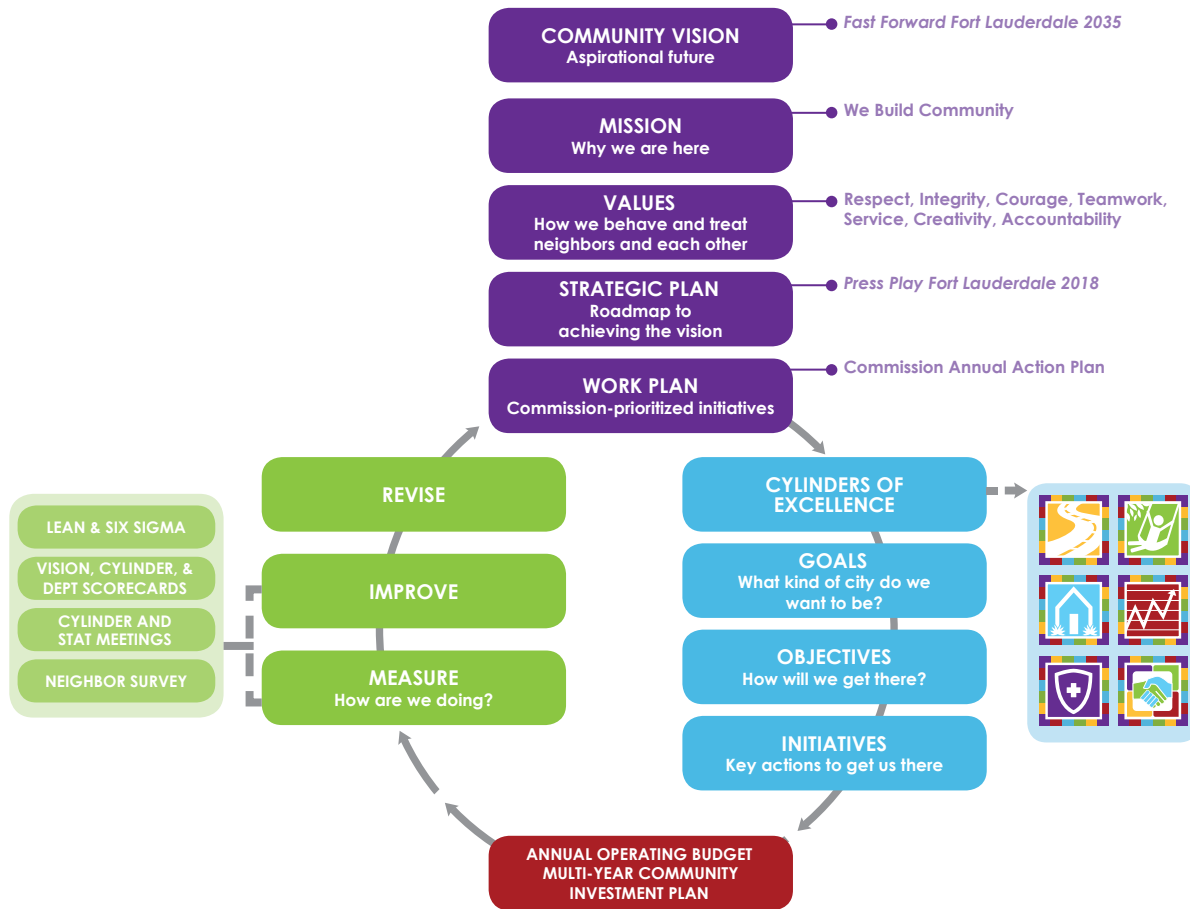 COMMUNITY VISION
Aspirational future
Fast Forward Fort Lauderdale 2035
MISSION
Why we are here
We Build Community
VALUES
How we behave and treat
neighbors and each other
Respect, Integrity, Courage, Teamwork,
Service, Creativity, Accountability
STRATEGIC PLAN
Roadmap to
achieving the vision
Press Play Fort Lauderdale 2018
WORK PLAN
Commission-prioritized initiatives
Commission Annual Action Plan
CYLINDERS OF
EXCELLENCE
GOALS
What kind of city do we
want to be?
OBJECTIVES
How will we get there?
INITIATIVES
Key actions to get us there
ANNUAL OPERATING BUDGET
MULTI-YEAR COMMUNITY
INVESTMENT PLAN
REVISE
IMPROVE
MEASURE
How are we doing?
LEAN & SIX SIGMA
VISION, CYLINDER, &
DEPT SCORECARDS
CYLINDER AND
STAT MEETINGS
NEIGHBOR SURVEY